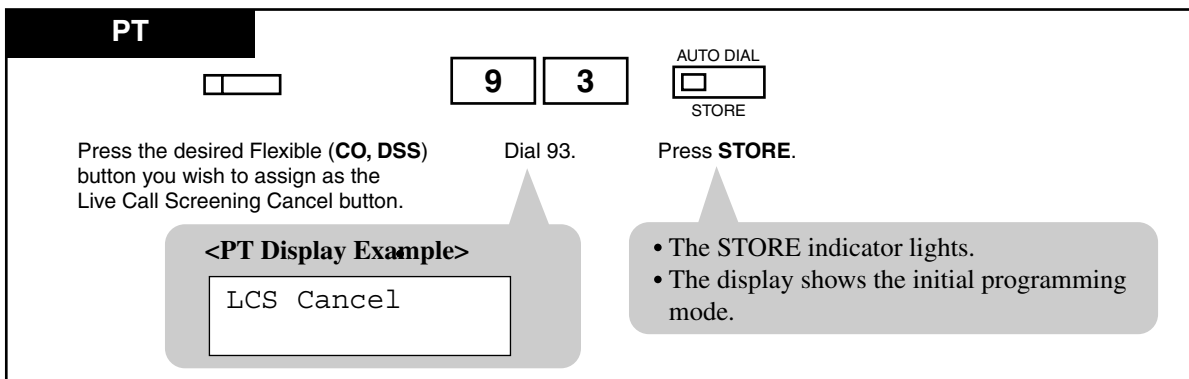 PT
9 3
AUTO DIAL
STORE
Press the desired Flexible (CO, DSS)
button you wish to assign as the
Live Call Screening Cancel button.
Dial 93.
Press STORE.
<PT Display Example>
LCS Cancel
• The STORE indicator lights.
• The display shows the initial programming
mode.